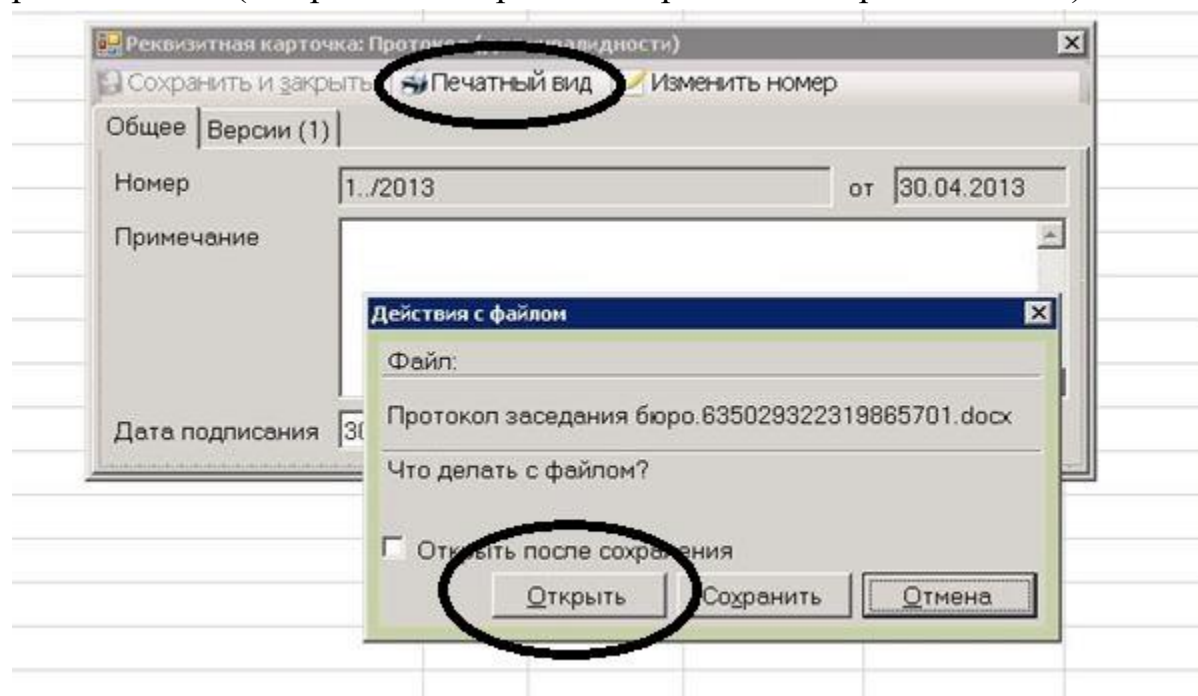 Реквизитная карточка: Протокол
Сохранить и закрыть Печатный вид Изменить номер
Общее Версии (1)
Номер 1../2013 от 30.04.2013
Примечание
Действия с файлом
Файл:
Протокол заседания бюро.635029322319865701.docx
Дата подписания
Что делать с файлом?
Открыть после сохранения
Открыть Сохранить Отмена